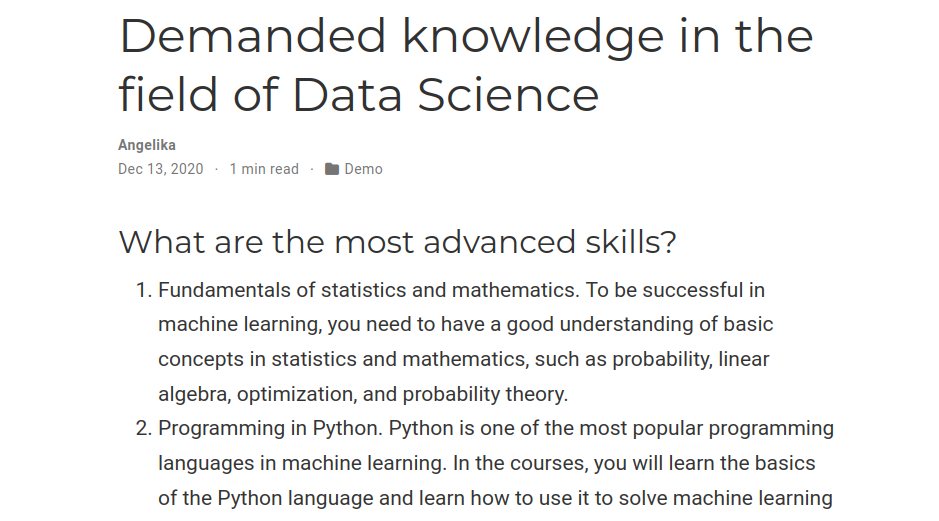 Demanded knowledge in the
field of Data Science
Angelika
Dec 13, 2020 · 1 min read · Demo
What are the most advanced skills?
1. Fundamentals of statistics and mathematics. To be successful in
machine learning, you need to have a good understanding of basic
concepts in statistics and mathematics, such as probability, linear
algebra, optimization, and probability theory.
2. Programming in Python. Python is one of the most popular programming
languages in machine learning. In the courses, you will learn the basics
of the Python language and learn how to use it to solve machine learning